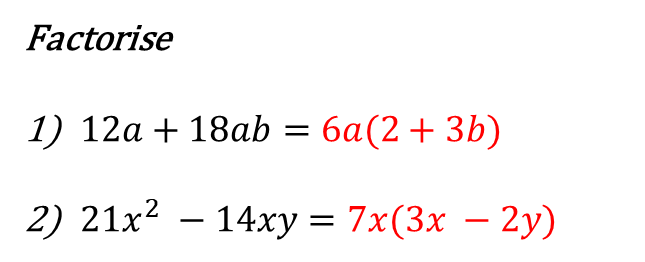 Factorise
1) 12a + 18ab = 6a(2 + 3b)
2) 21x² − 14xy = 7x(3x − 2y)